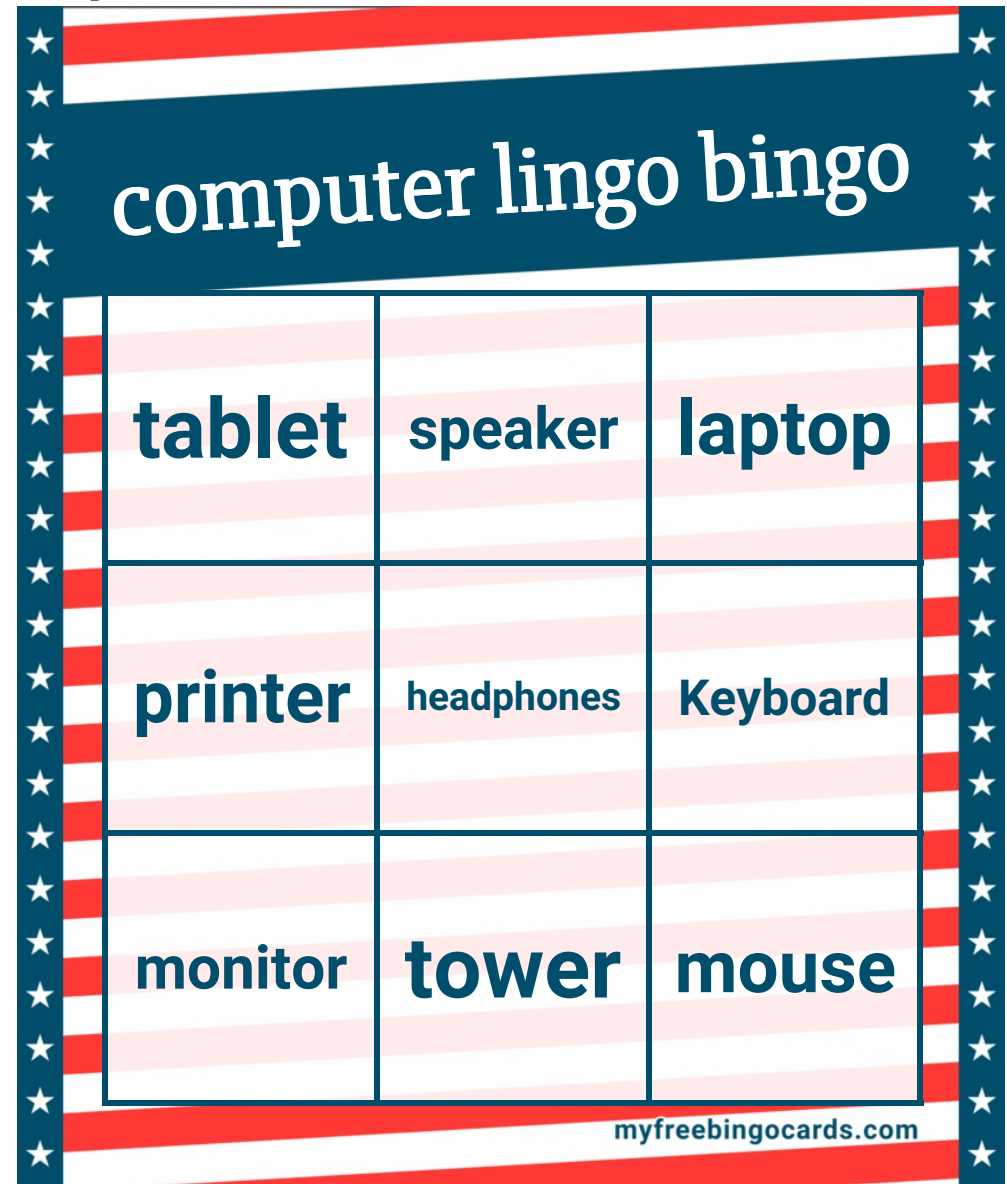 computer lingo bingo
tablet speaker laptop
printer headphones Keyboard
monitor tower mouse
myfreebingocards.com